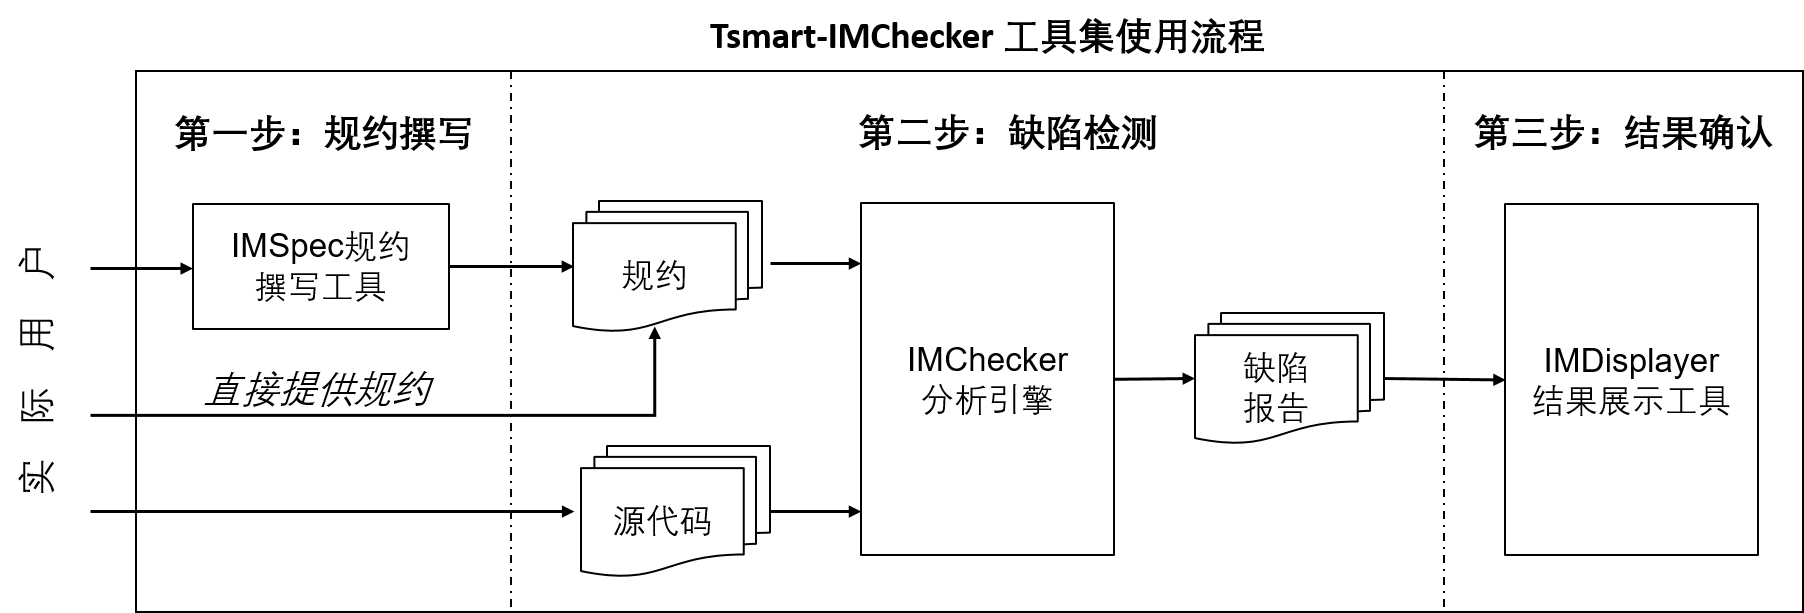 Tsmart-IMChecker 工具集使用流程
第一步：规约撰写
第二步：缺陷检测
第三步：结果确认
实际用户
IMSpec规约
撰写工具
直接提供规约
规约
源代码
IMChecker
分析引擎
缺陷
报告
IMDisplayer
结果展示工具